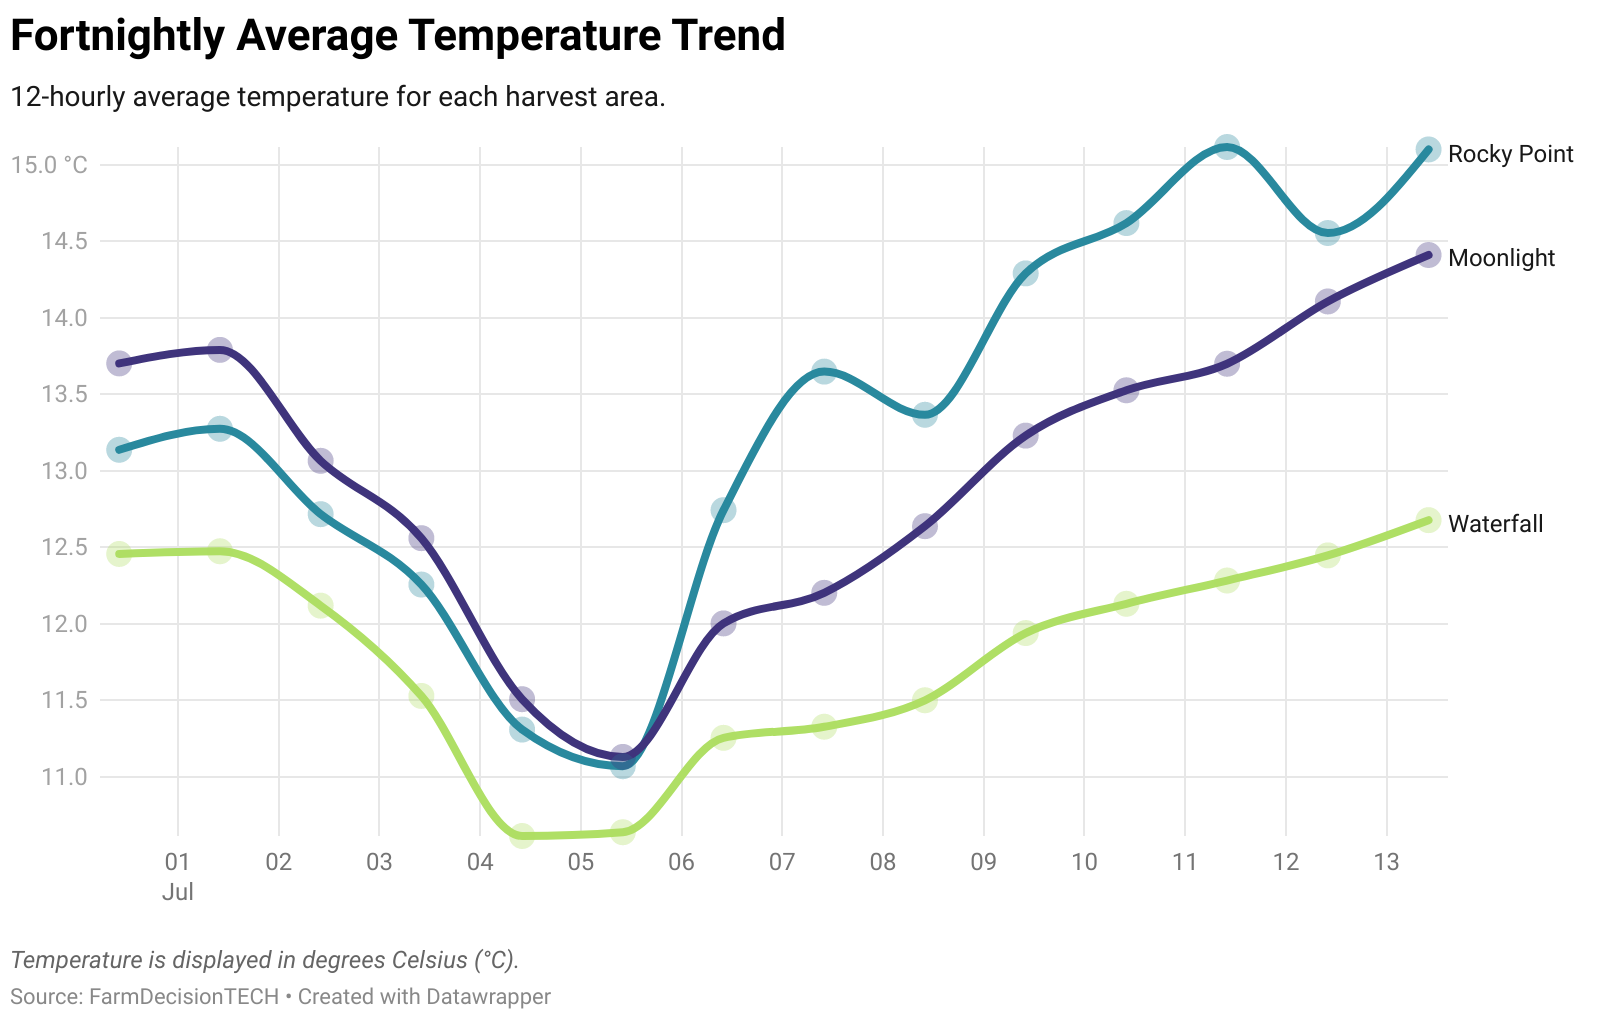 Fortnightly Average Temperature Trend
12-hourly average temperature for each harvest area.
15.0 °C
14.5
14.0
13.5
13.0
12.5
12.0
11.5
11.0
Rocky Point
Moonlight
Waterfall
01 02 03 04 05 06 07 08 09 10 11 12 13
Jul
Temperature is displayed in degrees Celsius (°C).
Source: FarmDecisionTECH • Created with Datawrapper